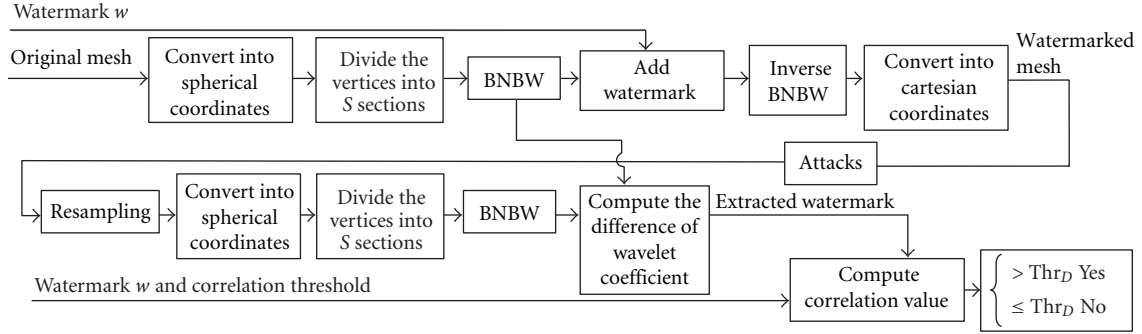 Watermark w
Original mesh
Convert into
spherical
coordinates
Divide the
vertices into
S sections
BNBW
Add
watermark
Inverse
BNBW
Convert into
cartesian
coordinates
Watermarked
mesh
Attacks
Resampling
Convert into
spherical
coordinates
Divide the
vertices into
S sections
BNBW
Compute the
difference of
wavelet
coefficient
Extracted watermark
Watermark w and correlation threshold
Compute
correlation value
> Thr_D Yes
≤ Thr_D No